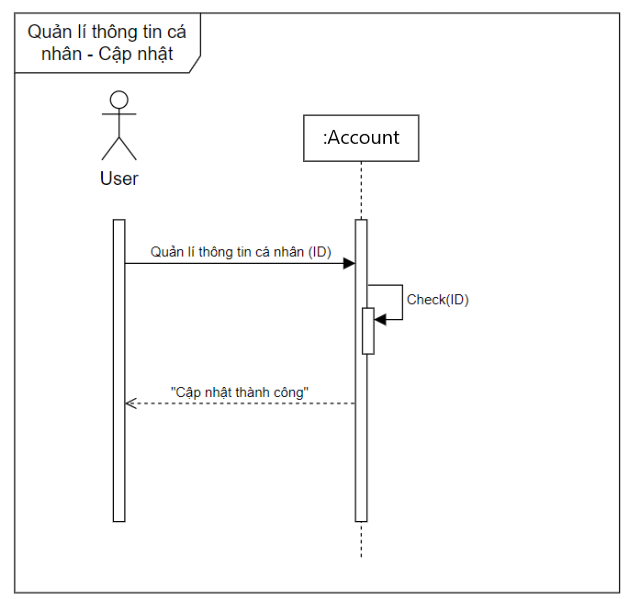 Quản lí thông tin cá
nhân - Cập nhật
:Account
User
Quản lí thông tin cá nhân (ID)
Check(ID)
"Cập nhật thành công"